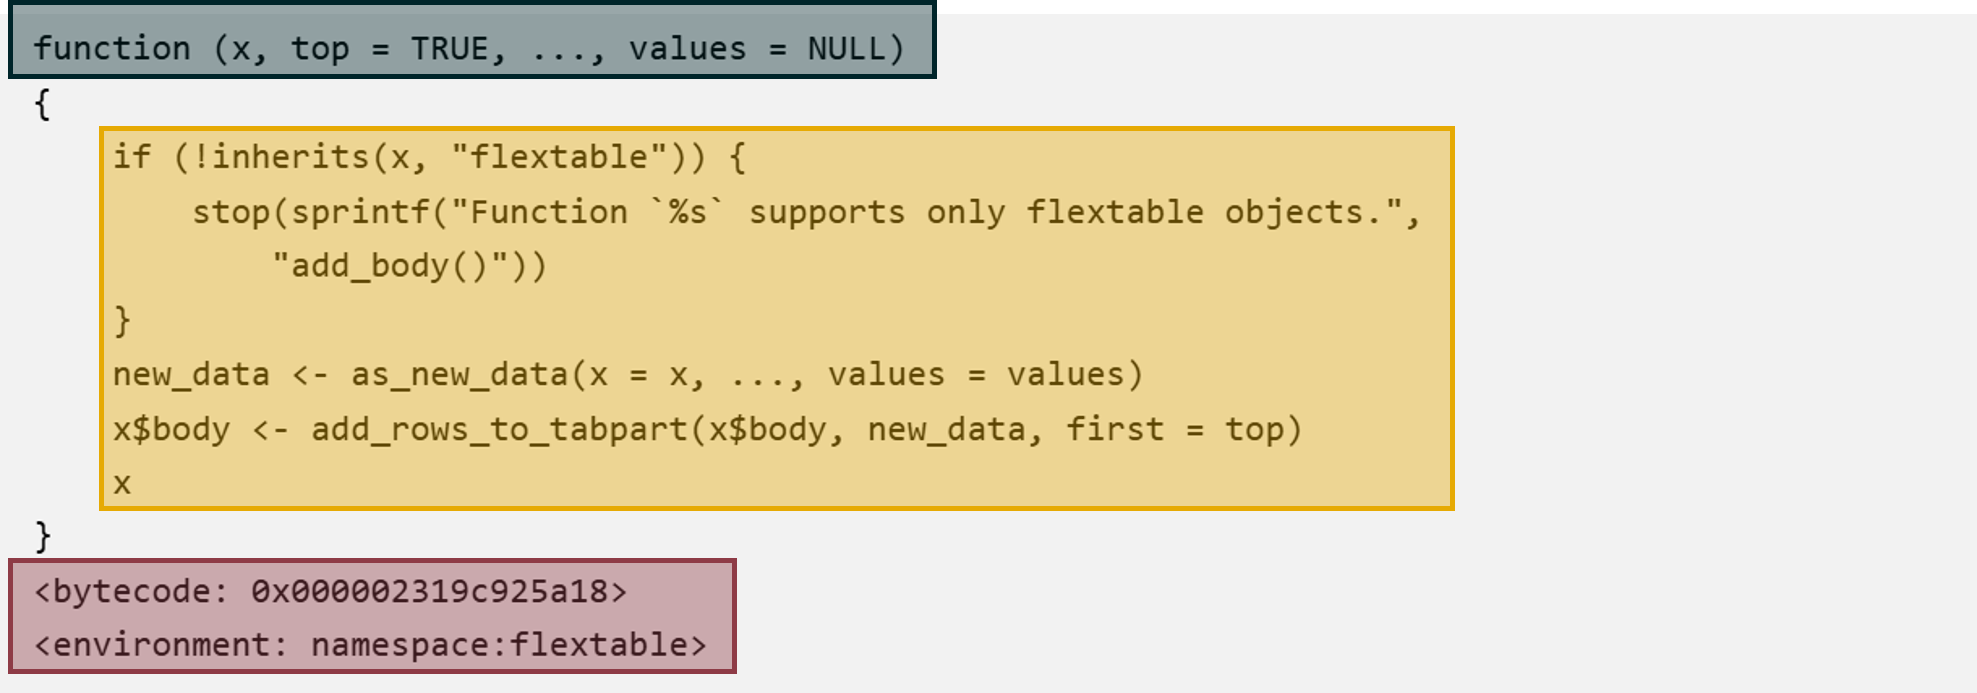 function (x, top = TRUE, ..., values = NULL)
{
    if (!inherits(x, "flextable")) {
        stop(sprintf("Function `%s` supports only flextable objects.",
            "add_body()"))
    }
    new_data <- as_new_data(x = x, ..., values = values)
    x$body <- add_rows_to_tabpart(x$body, new_data, first = top)
    x
}
<bytecode: 0x000002319c925a18>
<environment: namespace:flextable>